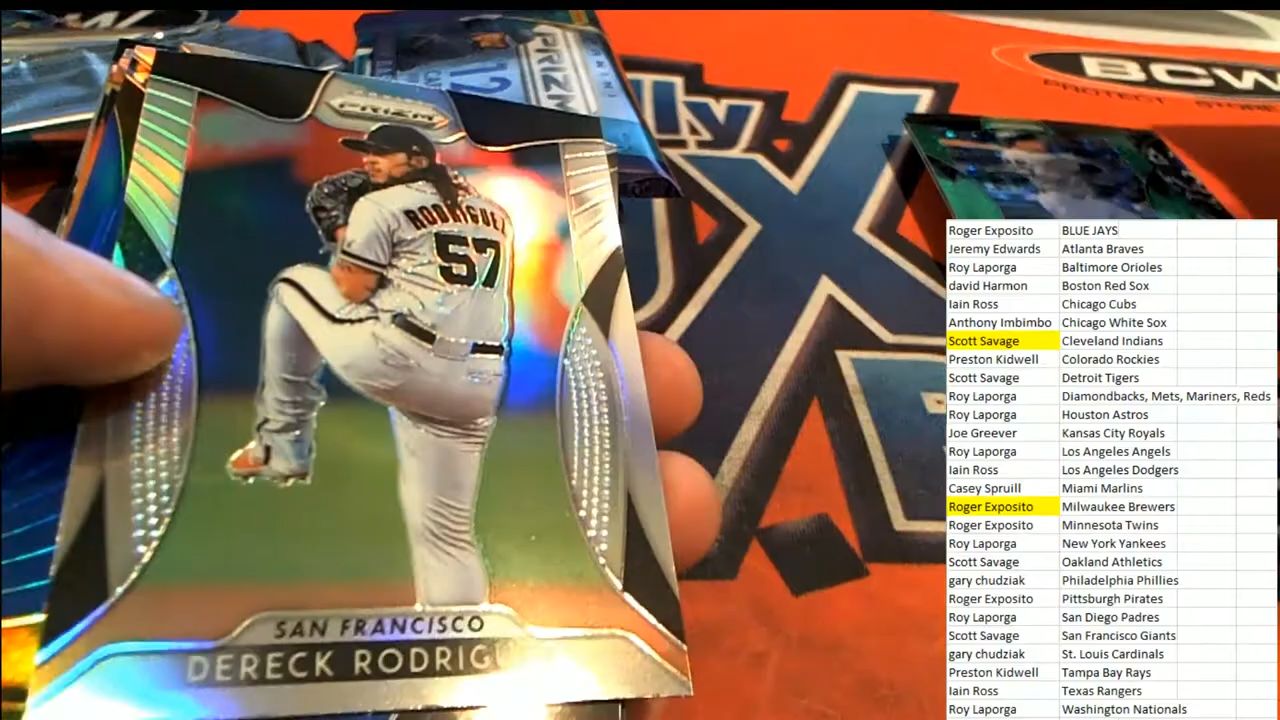 PRIZM
12
PRIZM
RODRIGUEZ
57
SAN FRANCISCO
DERECK RODRIG
lly
BCW
PROTECT
Roger Exposito BLUE JAYS
Jeremy Edwards Atlanta Braves
Roy Laporga Baltimore Orioles
david Harmon Boston Red Sox
Iain Ross Chicago Cubs
Anthony Imbimbo Chicago White Sox
Scott Savage Cleveland Indians
Preston Kidwell Colorado Rockies
Scott Savage Detroit Tigers
Roy Laporga Diamondbacks, Mets, Mariners, Reds
Roy Laporga Houston Astros
Joe Greever Kansas City Royals
Roy Laporga Los Angeles Angels
Iain Ross Los Angeles Dodgers
Casey Spruill Miami Marlins
Roger Exposito Milwaukee Brewers
Roger Exposito Minnesota Twins
Roy Laporga New York Yankees
Scott Savage Oakland Athletics
gary chudziak Philadelphia Phillies
Roger Exposito Pittsburgh Pirates
Roy Laporga San Diego Padres
Scott Savage San Francisco Giants
gary chudziak St. Louis Cardinals
Preston Kidwell Tampa Bay Rays
Iain Ross Texas Rangers
Roy Laporga Washington Nationals